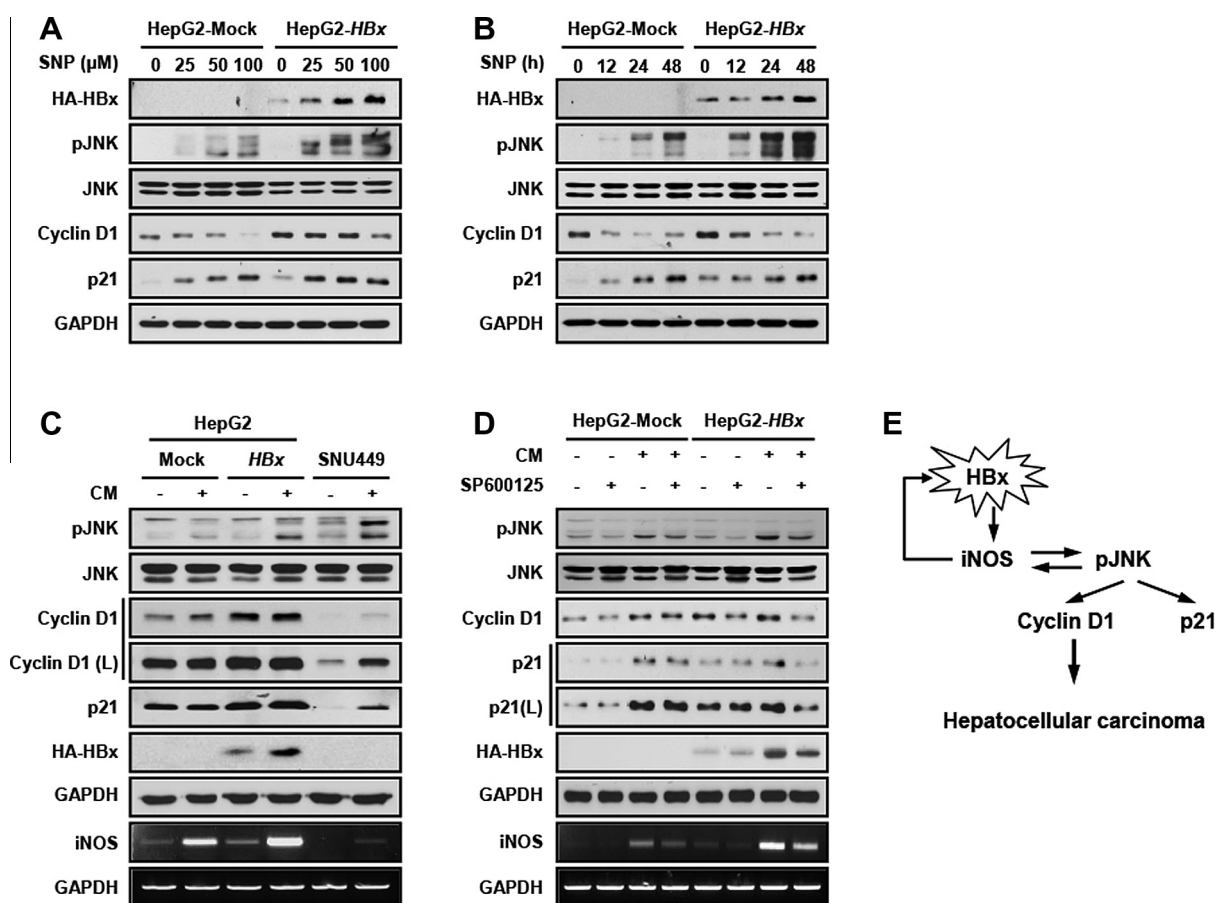 A
HepG2-Mock HepG2-HBx
SNP (µM) 0 25 50 100 0 25 50 100
HA-HBx
pJNK
JNK
Cyclin D1
p21
GAPDH
B
HepG2-Mock HepG2-HBx
SNP (h) 0 12 24 48 0 12 24 48
HA-HBx
pJNK
JNK
Cyclin D1
p21
GAPDH
C
HepG2
Mock HBx SNU449
CM - + - + - +
pJNK
JNK
Cyclin D1
Cyclin D1 (L)
p21
HA-HBx
GAPDH
iNOS
GAPDH
D
HepG2-Mock HepG2-HBx
CM - - + + - - + +
SP600125 - + - + - + - +
pJNK
JNK
Cyclin D1
p21
p21(L)
HA-HBx
GAPDH
iNOS
GAPDH
E
HBx
iNOS pJNK
Cyclin D1 p21
Hepatocellular carcinoma